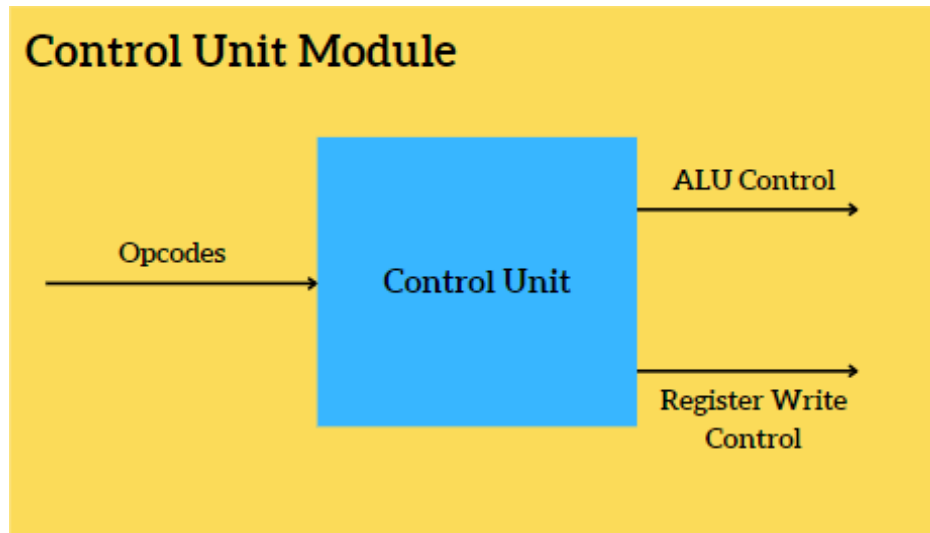 Control Unit Module
ALU Control
Opcodes
Control Unit
Register Write
Control